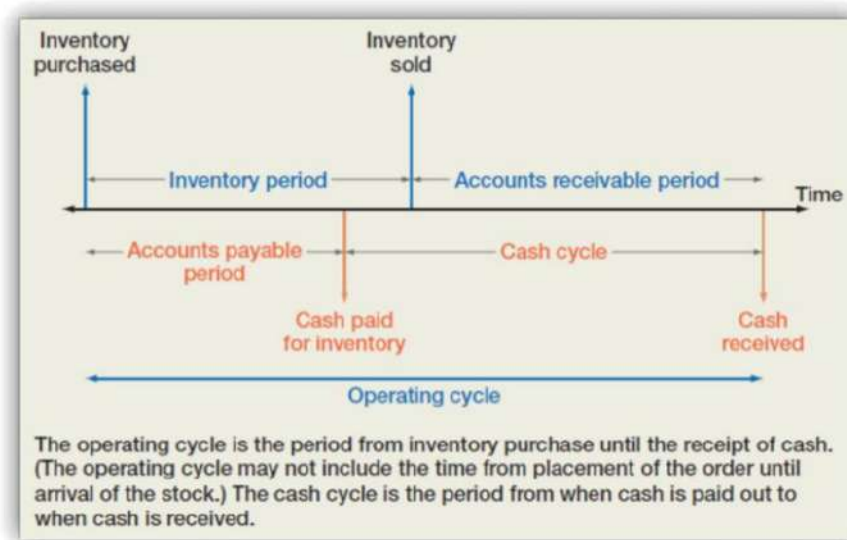 Inventory
purchased
Inventory
sold
Inventory period
Accounts receivable period
Time
Accounts payable
period
Cash cycle
Cash paid
for inventory
Cash
received
Operating cycle
The operating cycle is the period from inventory purchase until the receipt of cash.
(The operating cycle may not include the time from placement of the order until
arrival of the stock.) The cash cycle is the period from when cash is paid out to
when cash is received.